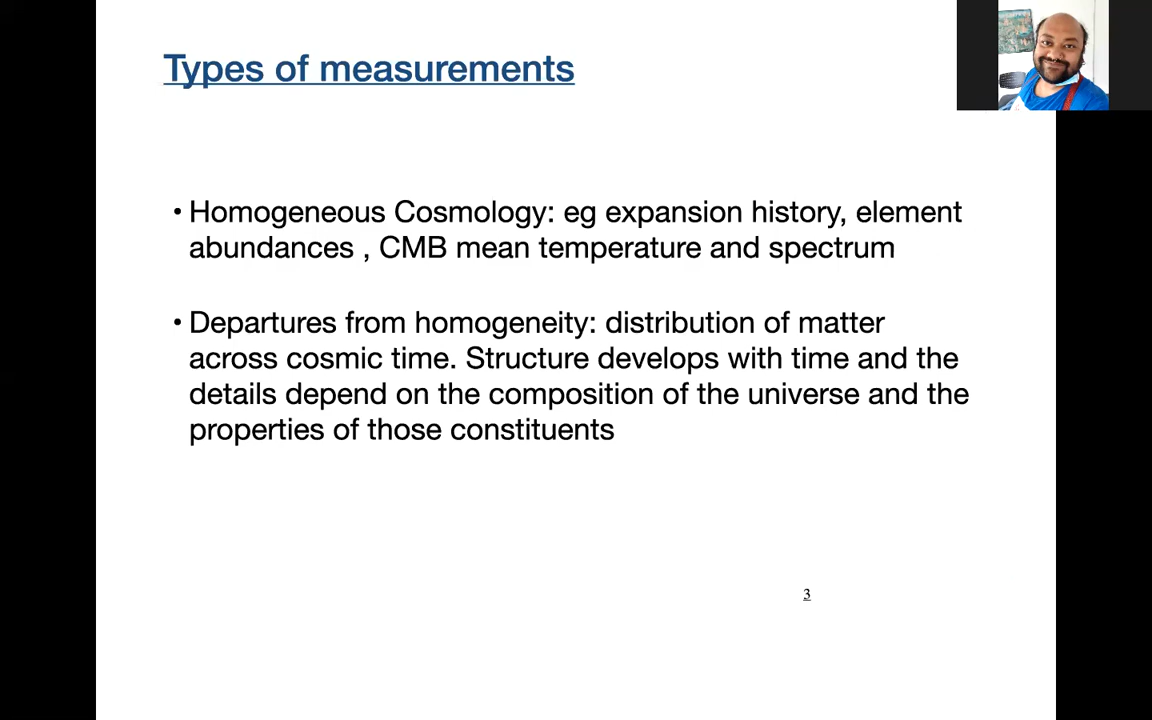 Types of measurements
• Homogeneous Cosmology: eg expansion history, element
abundances , CMB mean temperature and spectrum
• Departures from homogeneity: distribution of matter
across cosmic time. Structure develops with time and the
details depend on the composition of the universe and the
properties of those constituents
3